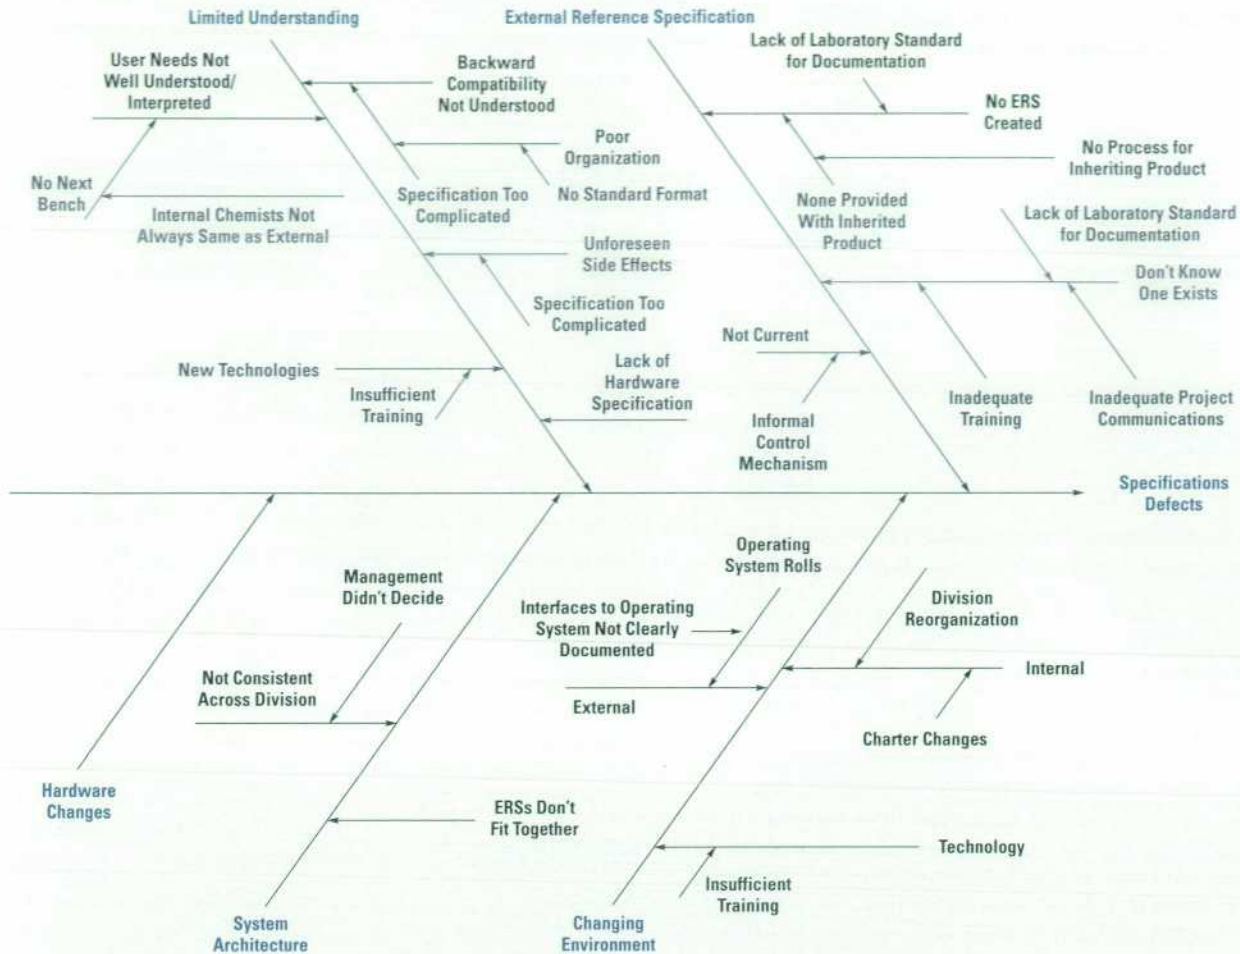 Limited Understanding
External Reference Specification
User Needs Not
Well Understood/
Interpreted
Backward
Compatibility
Not Understood
Lack of Laboratory Standard
for Documentation
No ERS
Created
Poor
Organization
No Process for
Inheriting Product
No Next
Bench
Specification Too
Complicated
No Standard Format
None Provided
With Inherited
Product
Internal Chemists Not
Always Same as External
Lack of Laboratory Standard
for Documentation
Unforeseen
Side Effects
Don't Know
One Exists
Specification Too
Complicated
Not Current
New Technologies
Lack of
Hardware
Specification
Insufficient
Training
Informal
Control
Mechanism
Inadequate
Training
Inadequate Project
Communications
Specifications
Defects
Operating
System Rolls
Management
Didn't Decide
Interfaces to Operating
System Not Clearly
Documented
Division
Reorganization
Not Consistent
Across Division
Internal
External
Charter Changes
Hardware
Changes
ERSs Don't
Fit Together
Technology
Insufficient
Training
System
Architecture
Changing
Environment